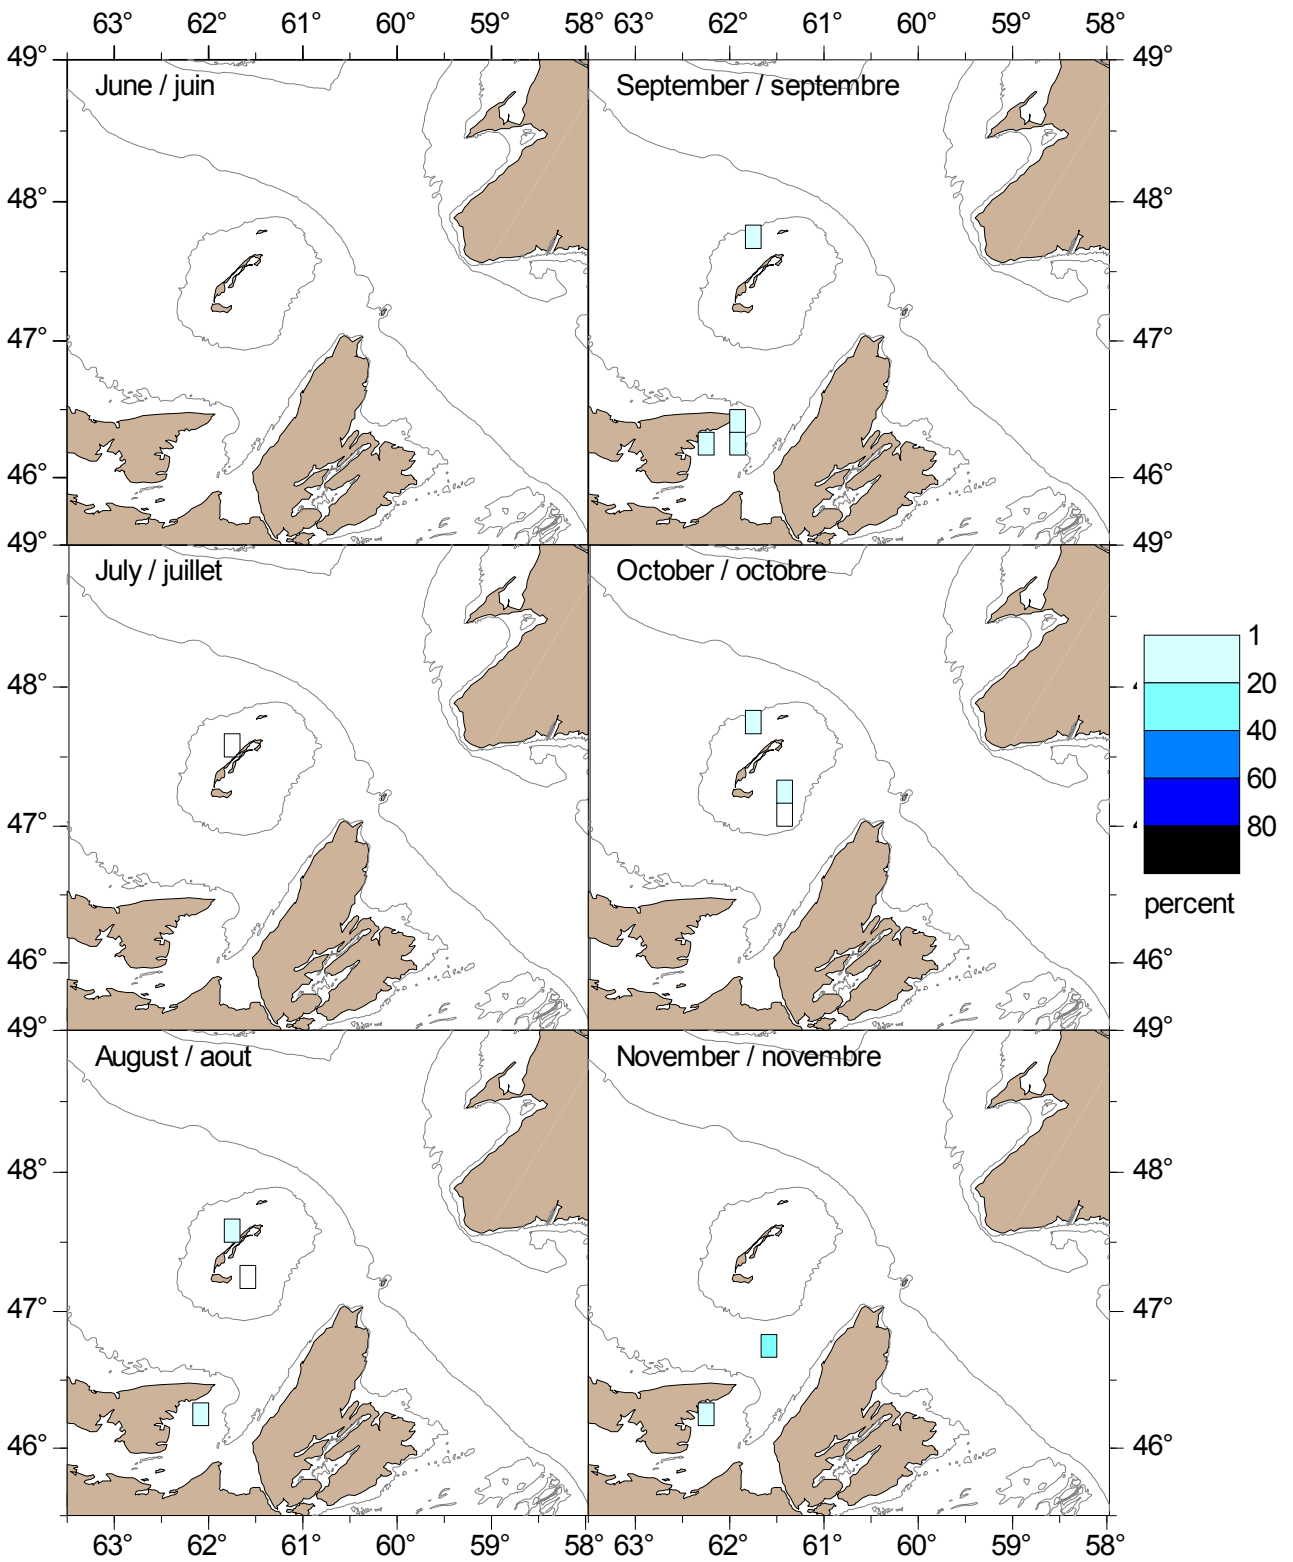 63° 62° 61° 60° 59° 58° 63° 62° 61° 60° 59° 58°
49° 49°
June / juin September / septembre
48° 48°
47° 47°
46° 46°
49° 49°
July / juillet October / octobre
1
48° 20
40
60
47° 80
percent
46° 46°
49° 49°
August / aout November / novembre
48° 48°
47° 47°
46° 46°
63° 62° 61° 60° 59° 58° 63° 62° 61° 60° 59° 58°